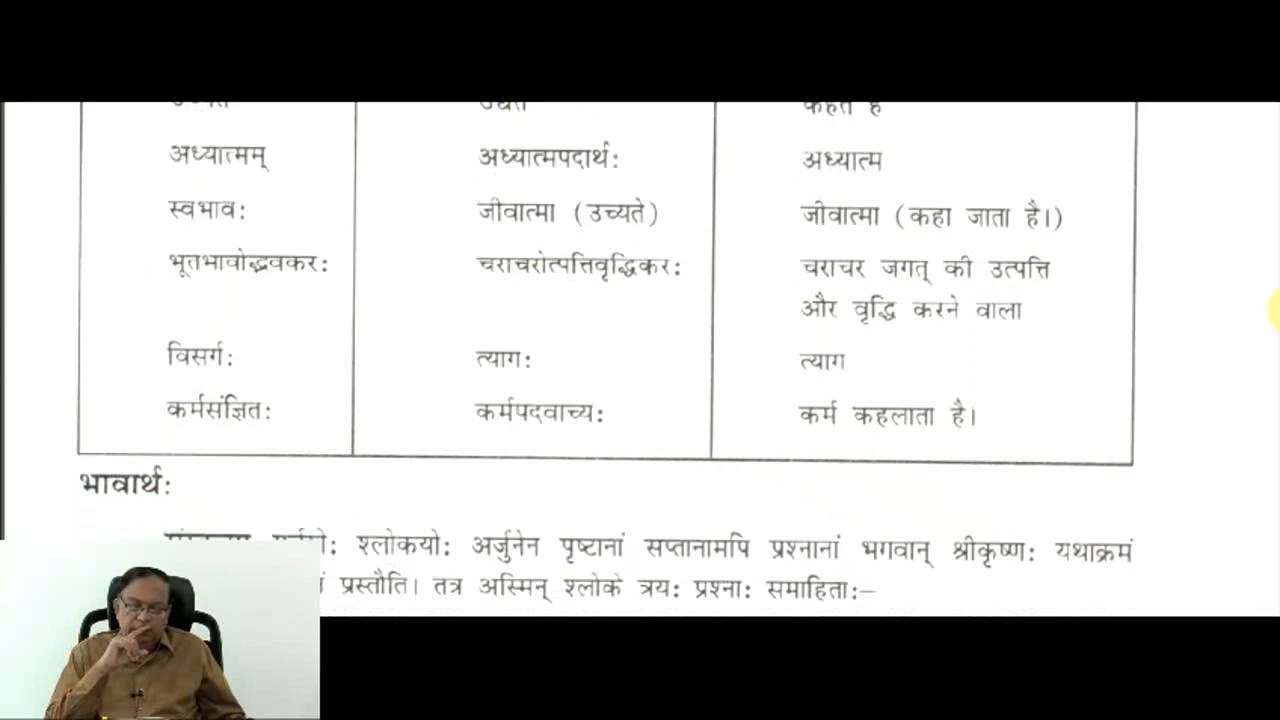 अध्यात्मम् अध्यात्मपदार्थः अध्यात्म
स्वभावः जीवात्मा (उच्यते) जीवात्मा (कहा जाता है।)
भूतभावोद्भवकरः चराचरोत्पत्तिवृद्धिकरः चराचर जगत् की उत्पत्ति
और वृद्धि करने वाला
विसर्गः त्यागः त्याग
कर्मसंज्ञितः कर्मपदवाच्यः कर्म कहलाता है।
भावार्थः
श्लोकयोः अर्जुनेन पृष्टानां सप्तानामपि प्रश्नानां भगवान् श्रीकृष्णः यथाक्रमं
प्रस्तौति। तत्र अस्मिन् श्लोके त्रयः प्रश्नाः समाहिताः–